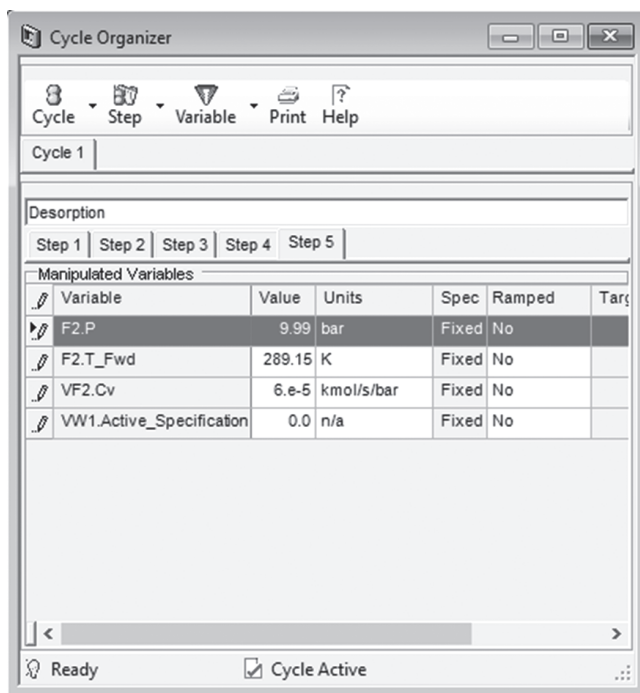 Cycle Organizer
Cycle Step Variable Print Help
Cycle 1
Desorption
Step 1 Step 2 Step 3 Step 4 Step 5
Manipulated Variables
Variable Value Units Spec Ramped Targ
F2.P 9.99 bar Fixed No
F2.T_Fwd 289.15 K Fixed No
VF2.Cv 6.e-5 kmol/s/bar Fixed No
VW1.Active_Specification 0.0 n/a Fixed No
Ready Cycle Active